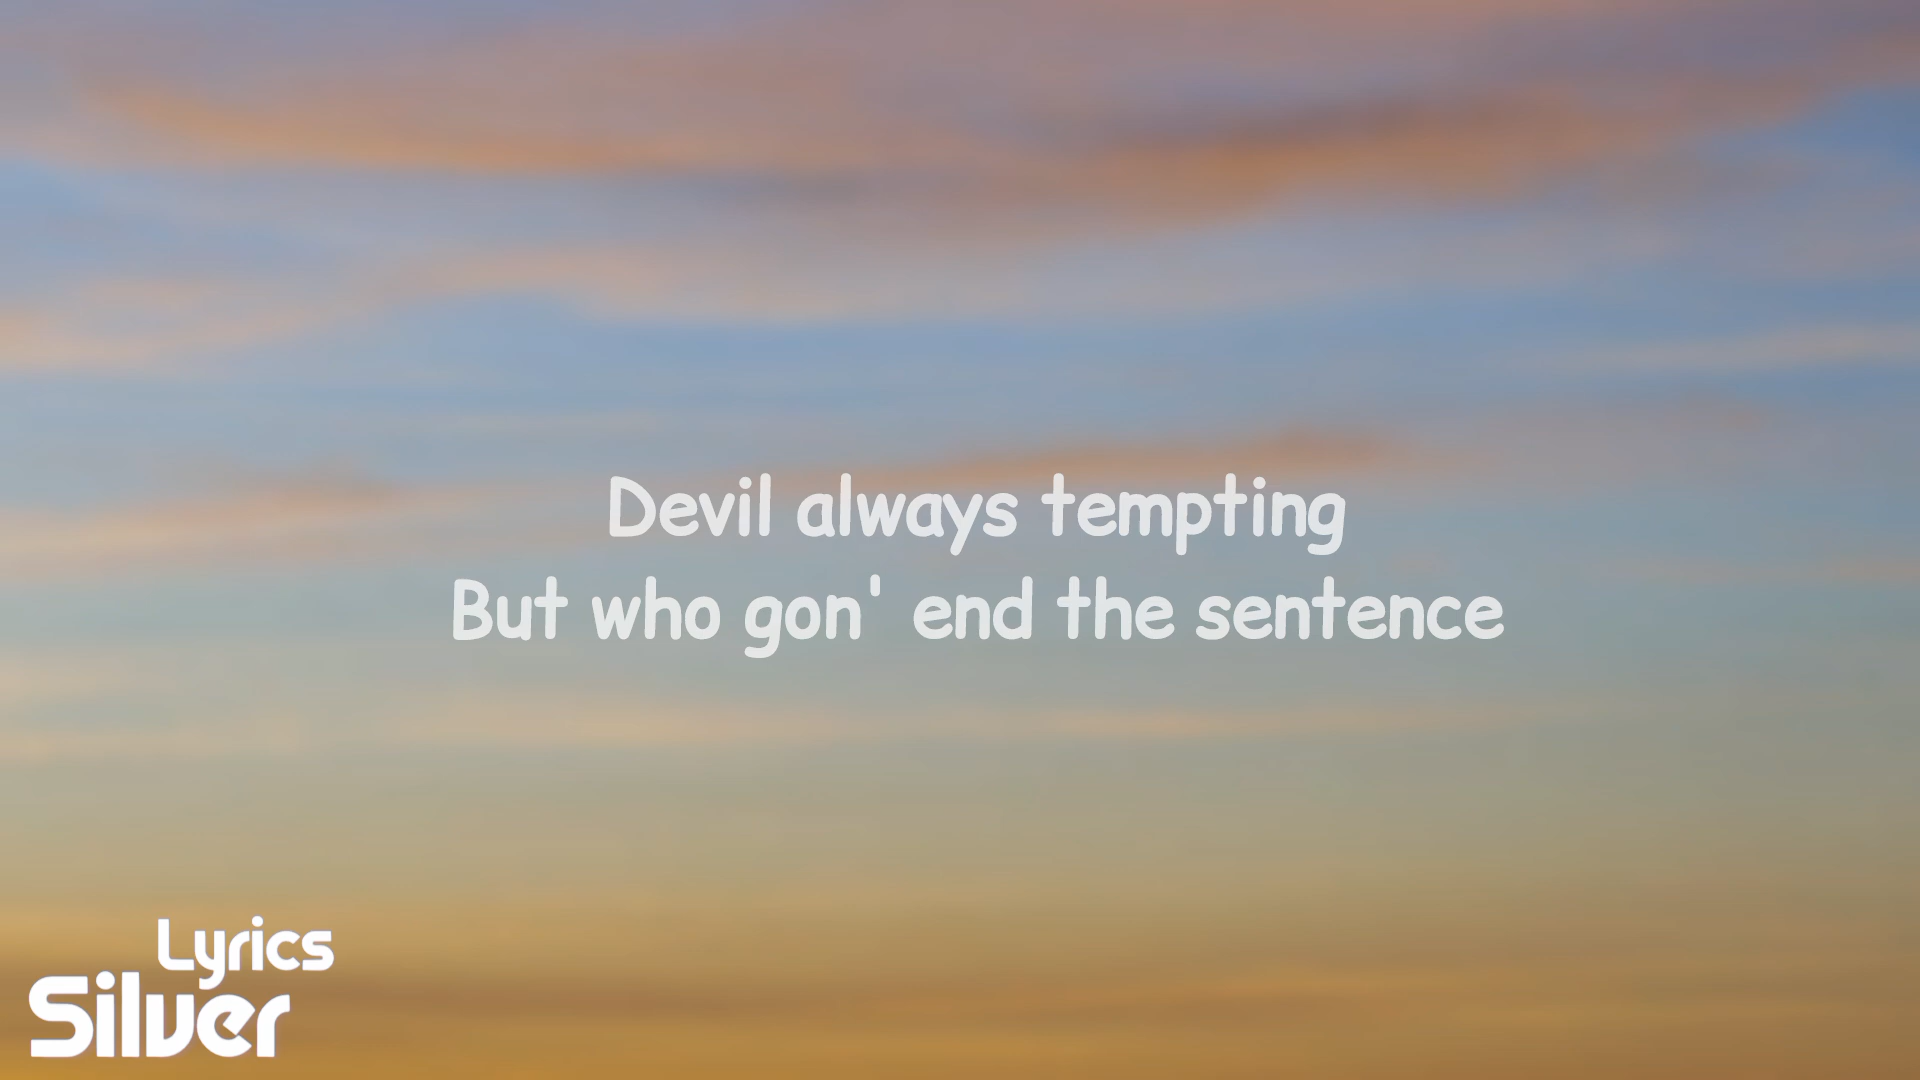 Devil always tempting
But who gon' end the sentence
Lyrics
Silver